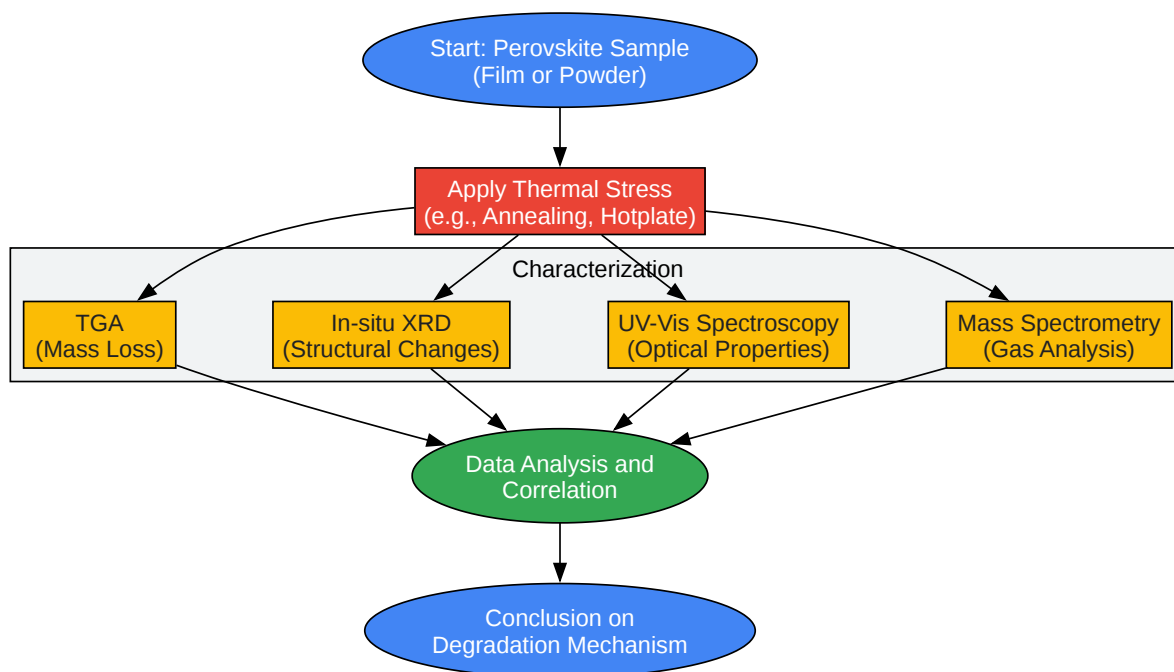 Start: Perovskite Sample
(Film or Powder)
Apply Thermal Stress
(e.g., Annealing, Hotplate)
Characterization
TGA
(Mass Loss)
In-situ XRD
(Structural Changes)
UV-Vis Spectroscopy
(Optical Properties)
Mass Spectrometry
(Gas Analysis)
Data Analysis and
Correlation
Conclusion on
Degradation Mechanism